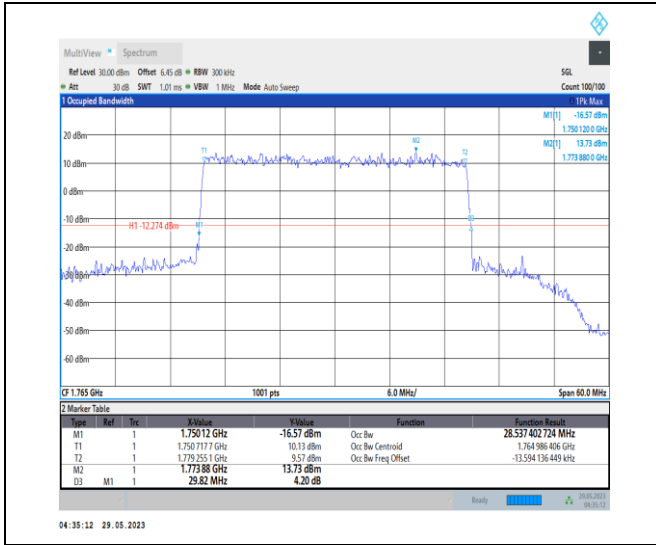 MultiView Spectrum
Ref Level 30.00 dBm Offset 6.45 dB RBW 300 kHz SGL
Att 30 dB SWT 1.01 ms VBW 1 MHz Mode Auto Sweep Count 100/100
1 Occupied Bandwidth 1Pk Max
M1[1] -16.57 dBm
1.750 120 0 GHz
M2[1] 13.73 dBm
1.773 880 0 GHz
20 dBm
M2
T1
T2
10 dBm
0 dBm
-10 dBm
H1 -12.274 dBm
M1
D3
-20 dBm
-30 dBm
-40 dBm
-50 dBm
-60 dBm
CF 1.765 GHz 1001 pts 6.0 MHz/ Span 60.0 MHz
2 Marker Table
Type Ref Trc X-Value Y-Value Function Function Result
M1 1 1.75012 GHz -16.57 dBm Occ Bw 28.537 402 724 MHz
T1 1 1.750 717 7 GHz 10.13 dBm Occ Bw Centroid 1.764 986 406 GHz
T2 1 1.779 255 1 GHz 9.57 dBm Occ Bw Freq Offset -13.594 136 449 kHz
M2 1 1.773 88 GHz 13.73 dBm
D3 M1 1 29.82 MHz 4.20 dB
Ready 29.05.2023
04:35:12
04:35:12 29.05.2023